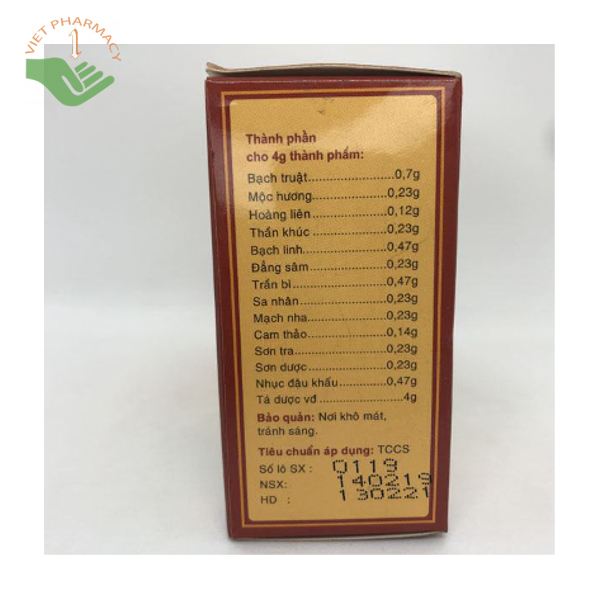 VIET PHARMACY
Thành phần
cho 4g thành phẩm:
Bạch truật..........................0,7g
Mộc hương.......................0,23g
Hoàng liên.......................0,12g
Thần khúc.......................0,23g
Bạch linh.........................0,47g
Đẳng sâm.......................0,23g
Trần bì............................0,47g
Sa nhân..........................0,23g
Mạch nha.......................0,23g
Cam thảo.......................0,14g
Sơn tra............................0,23g
Sơn dược.......................0,23g
Nhục đậu khấu...............0,47g
Tá dược vđ.........................4g
Bảo quản: Nơi khô mát,
tránh sáng.
Tiêu chuẩn áp dụng: TCCS
Số lô SX : 0119
NSX: 140219
HD : 130221